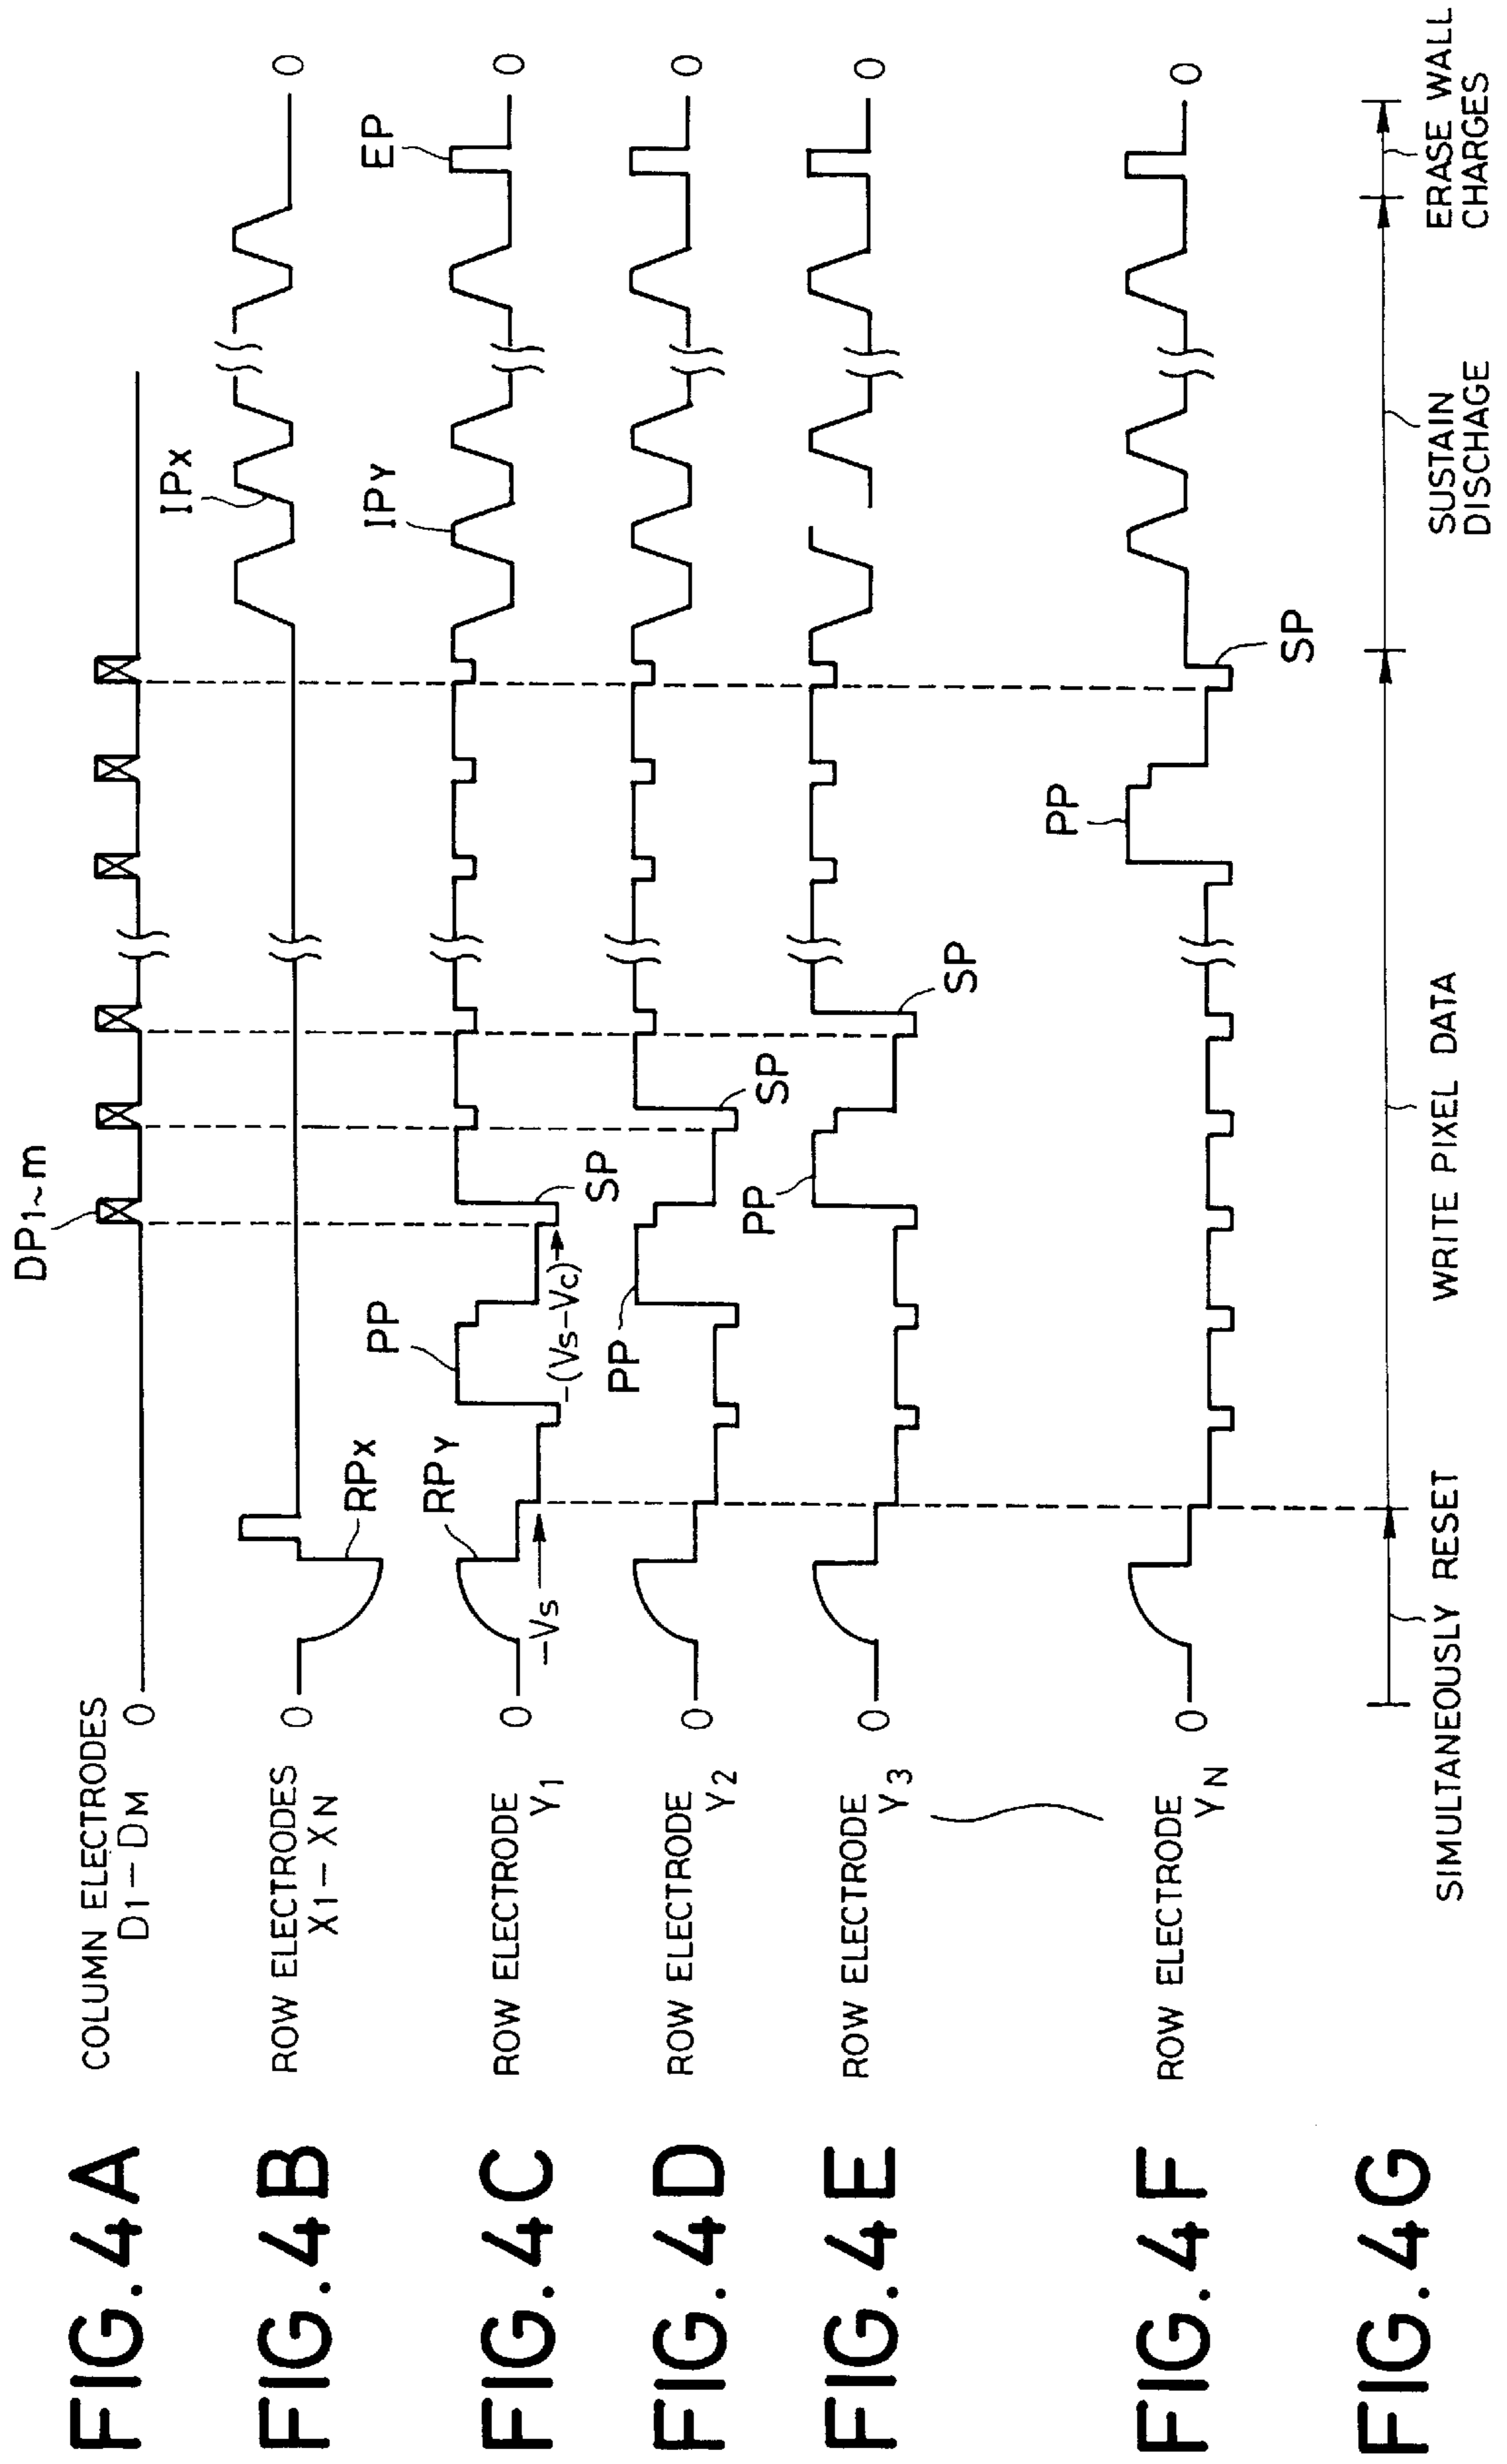 FIG. 4A
COLUMN ELECTRODES
D1–DM
0
DP1~m
FIG. 4B
ROW ELECTRODES
X1–XN
0
RPX
IPX
0
FIG. 4C
ROW ELECTRODE
Y1
0
RPY
–VS
PP
–(VS–VC)
SP
IPY
EP
0
FIG. 4D
ROW ELECTRODE
Y2
0
PP
SP
0
FIG. 4E
ROW ELECTRODE
Y3
0
PP
SP
0
FIG. 4F
ROW ELECTRODE
YN
0
PP
SP
0
FIG. 4G
SIMULTANEOUSLY RESET
WRITE PIXEL DATA
SUSTAIN
DISCHAGE
ERASE WALL
CHARGES